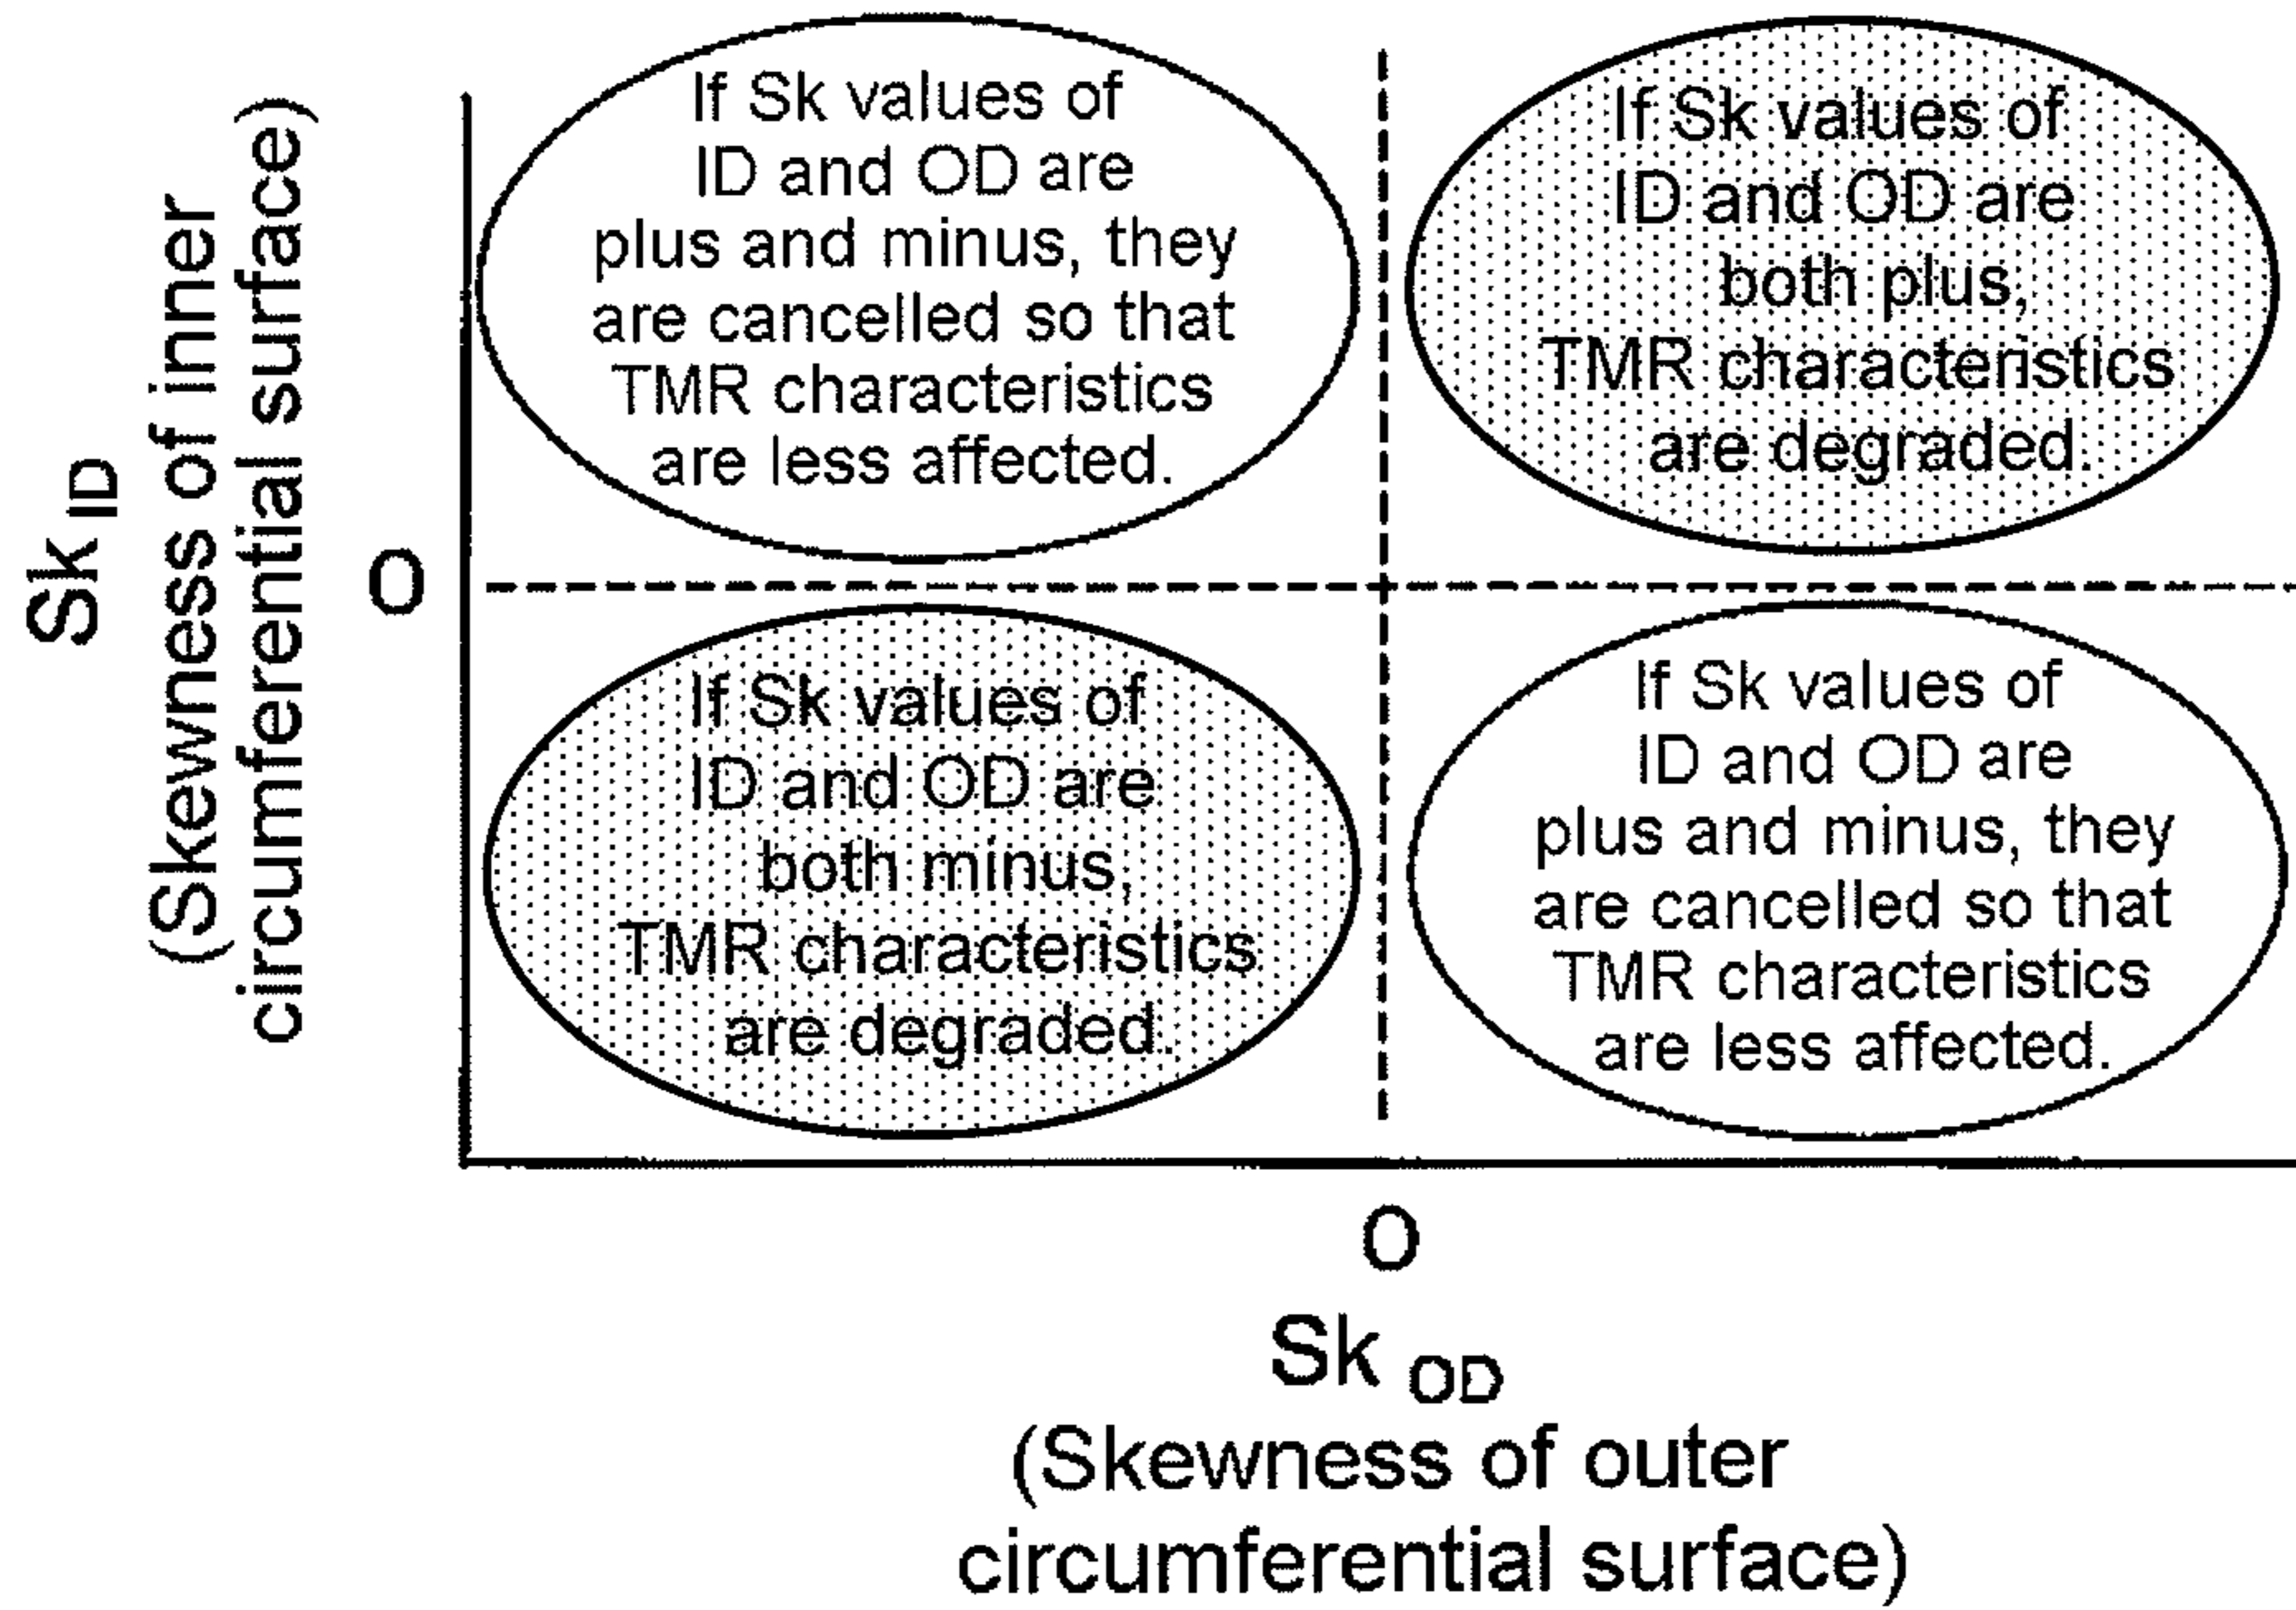 If Sk values of
ID and OD are
plus and minus, they
are cancelled so that
TMR characteristics
are less affected.
If Sk values of
ID and OD are
both plus,
TMR characteristics
are degraded.
Sk ID
(Skewness of inner
circumferential surface)
O
If Sk values of
ID and OD are
both minus,
TMR characteristics
are degraded.
If Sk values of
ID and OD are
plus and minus, they
are cancelled so that
TMR characteristics
are less affected.
O
Sk OD
(Skewness of outer
circumferential surface)